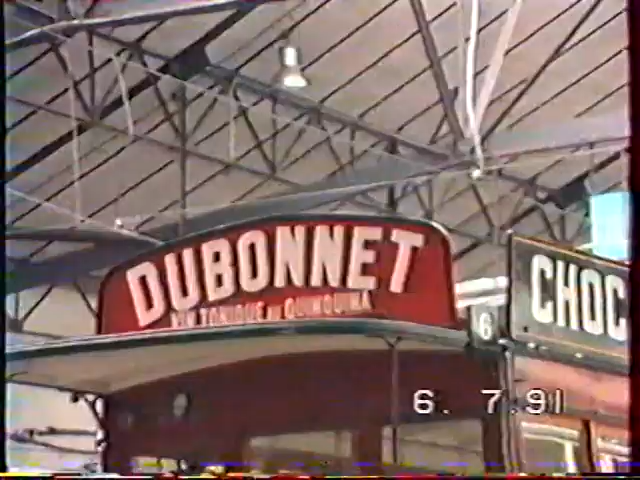 DUBONNET
VIN TONIQUE AU QUINQUINA
6
CHOC
6. 7.91